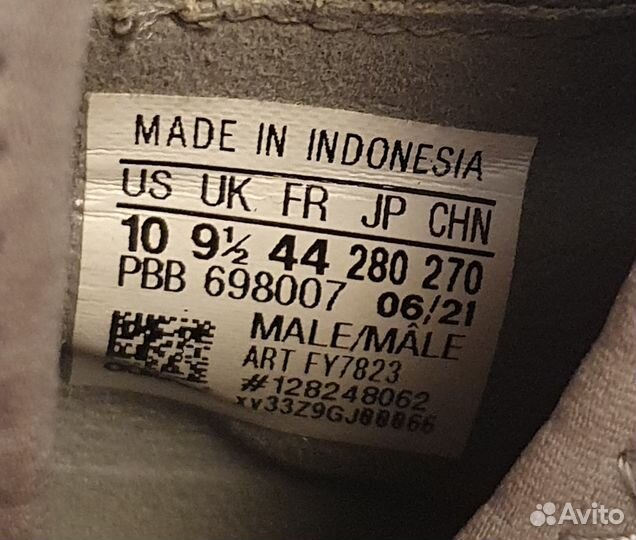 MADE IN INDONESIA
US UK FR JP CHN
10 9½ 44 280 270
PBB 698007 06/21
MALE/MÂLE
ART FY7823
#128248062
Avito